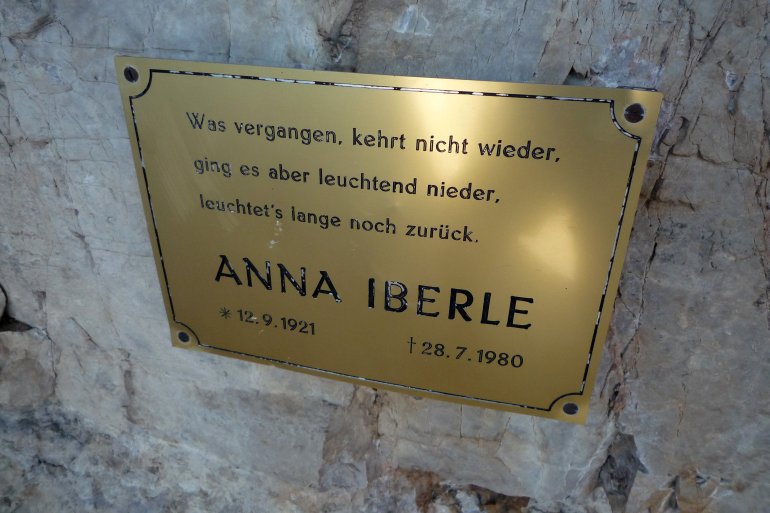 Was vergangen, kehrt nicht wieder,
ging es aber leuchtend nieder,
leuchtet's lange noch zurück.
ANNA IBERLE
* 12.9.1921 † 28.7.1980